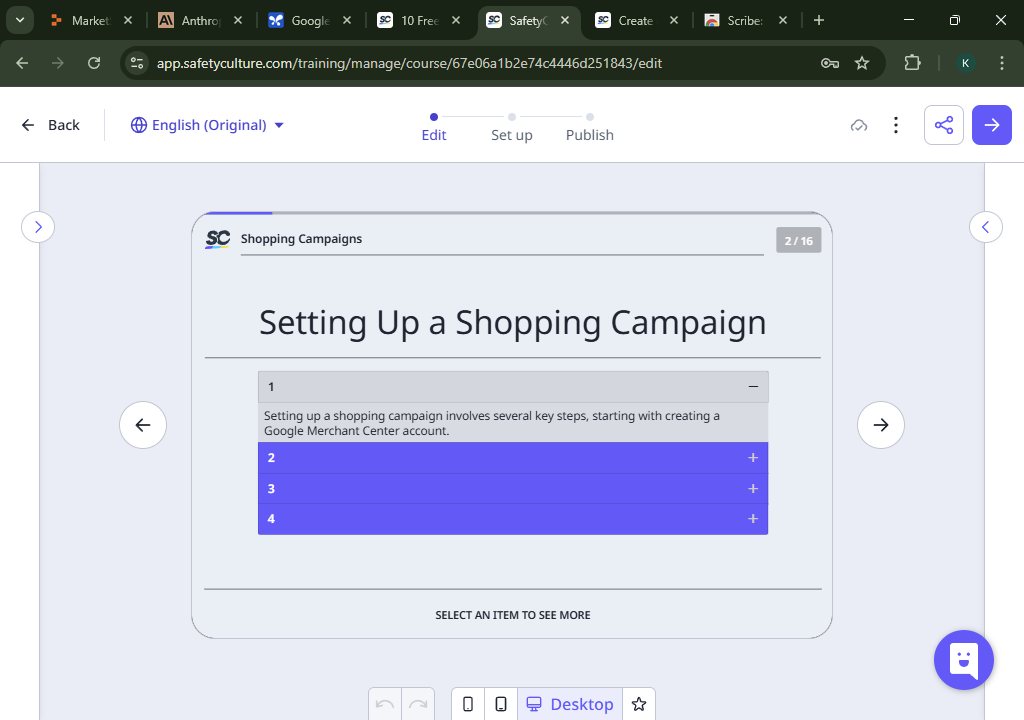 Market
Anthro
Google
10 Free
SafetyC
Create
Scribe:
app.safetyculture.com/training/manage/course/67e06a1b2e74c4446d251843/edit
K
Back
English (Original)
Edit
Set up
Publish
SC
Shopping Campaigns
2 / 16
Setting Up a Shopping Campaign
1
Setting up a shopping campaign involves several key steps, starting with creating a
Google Merchant Center account.
2
3
4
SELECT AN ITEM TO SEE MORE
Desktop